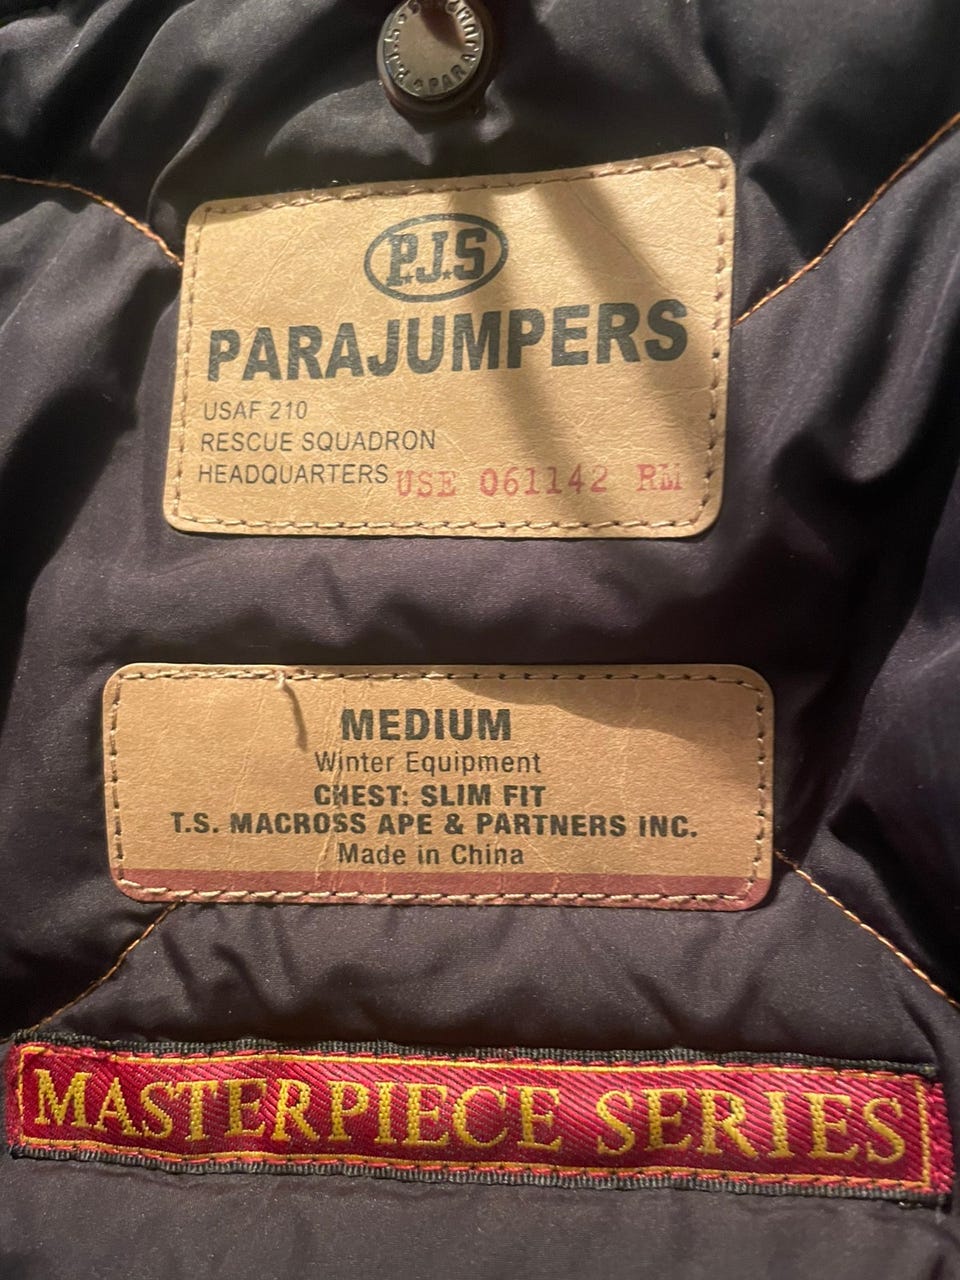 P.J.S PARA
P.J.S
PARAJUMPERS
USAF 210
RESCUE SQUADRON
HEADQUARTERS USE 061142 RM
MEDIUM
Winter Equipment
CHEST: SLIM FIT
T.S. MACROSS APE & PARTNERS INC.
Made in China
MASTERPIECE SERIES